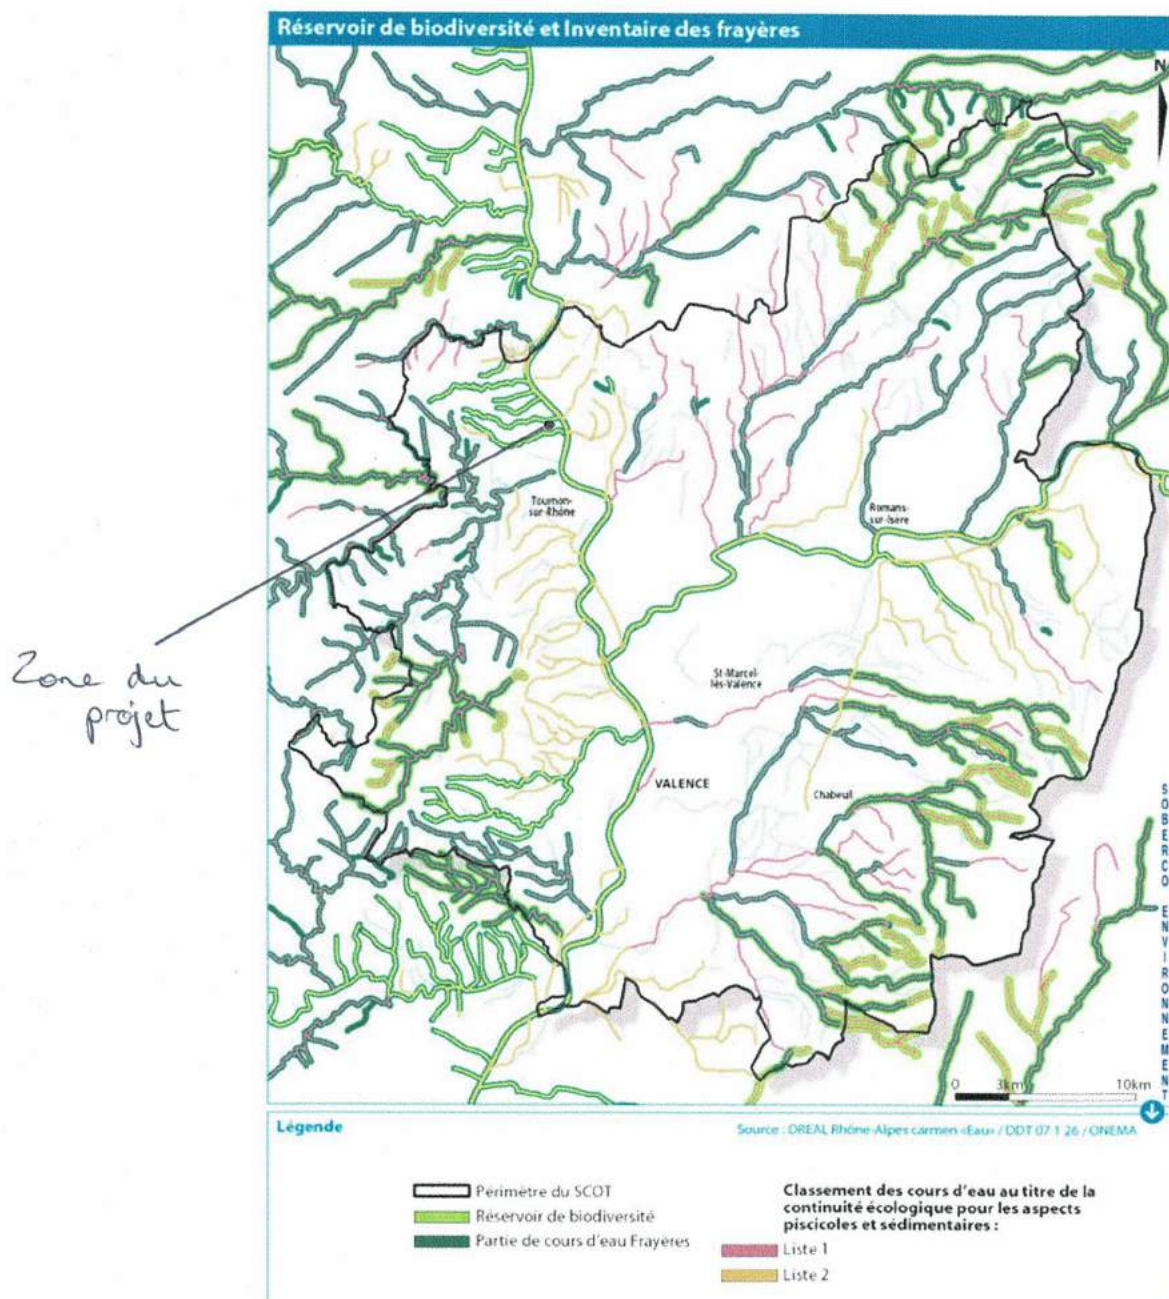 Réservoir de biodiversité et Inventaire des frayères
N
Tournon-
sur-Rhône
Romans-
sur-Isère
Zone du
projet
St-Marcel-
lès-Valence
VALENCE
Chabeuil
SOBERCO ENVIRONNEMENT
0 3km 10km
Légende
Source : DREAL Rhône-Alpes carmen «Eau» / DDT 07 1 26 / ONEMA
Périmètre du SCOT
Réservoir de biodiversité
Partie de cours d'eau Frayères
Classement des cours d'eau au titre de la
continuité écologique pour les aspects
piscicoles et sédimentaires :
Liste 1
Liste 2